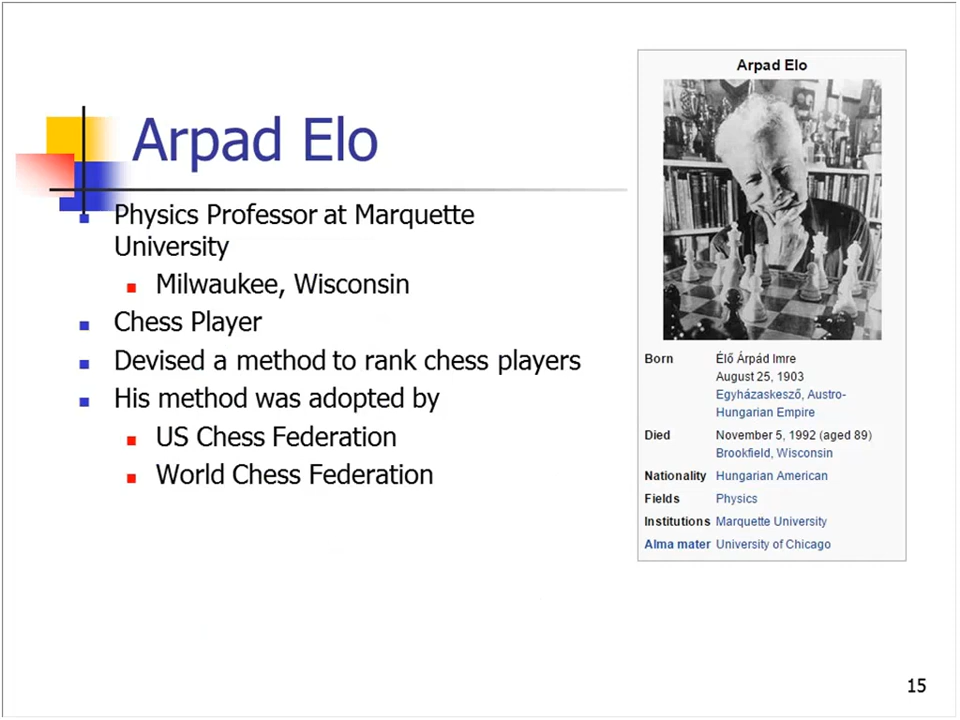 Arpad Elo
Physics Professor at Marquette
University
Milwaukee, Wisconsin
Chess Player
Devised a method to rank chess players
His method was adopted by
US Chess Federation
World Chess Federation
Arpad Elo
Born Élő Árpád Imre
August 25, 1903
Egyházaskesző, Austro-
Hungarian Empire
Died November 5, 1992 (aged 89)
Brookfield, Wisconsin
Nationality Hungarian American
Fields Physics
Institutions Marquette University
Alma mater University of Chicago
15